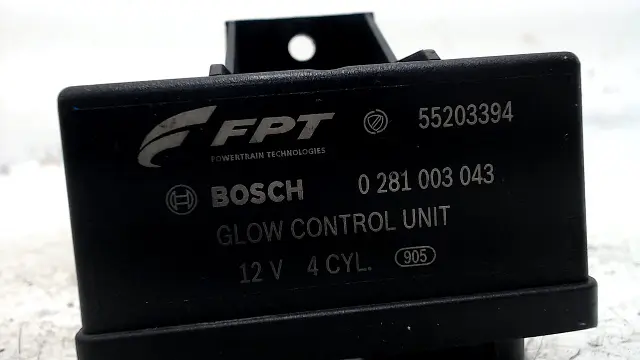 FPT 55203394
POWERTRAIN TECHNOLOGIES
BOSCH 0 281 003 043
GLOW CONTROL UNIT
12 V 4 CYL. 905